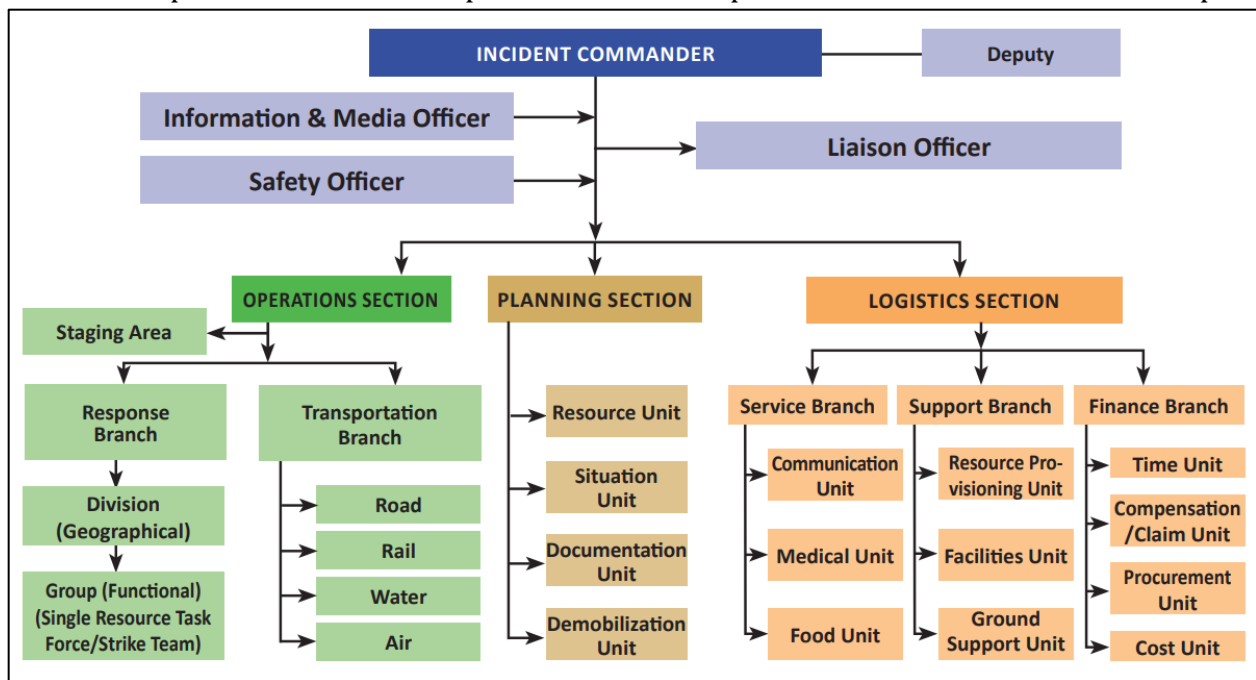 INCIDENT COMMANDER
Deputy
Information & Media Officer
Liaison Officer
Safety Officer
OPERATIONS SECTION
PLANNING SECTION
LOGISTICS SECTION
Staging Area
Response
Branch
Transportation
Branch
Division
(Geographical)
Group (Functional)
(Single Resource Task
Force/Strike Team)
Road
Rail
Water
Air
Resource Unit
Situation
Unit
Documentation
Unit
Demobilization
Unit
Service Branch
Communication
Unit
Medical Unit
Food Unit
Support Branch
Resource Pro-
visioning Unit
Facilities Unit
Ground
Support Unit
Finance Branch
Time Unit
Compensation
/Claim Unit
Procurement
Unit
Cost Unit